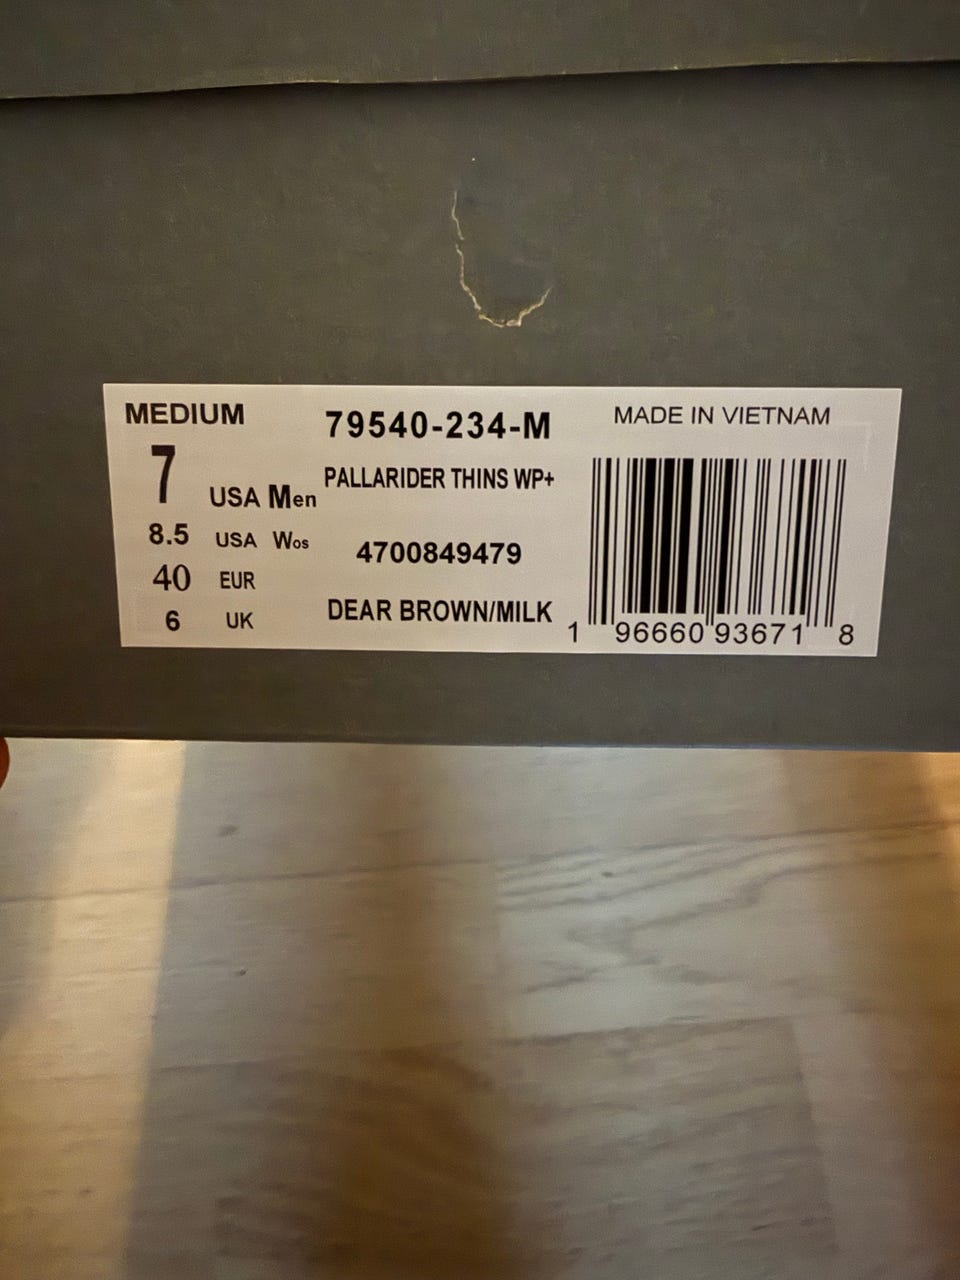 MEDIUM
7 USA Men
8.5 USA Wos
40 EUR
6 UK
79540-234-M
PALLARIDER THINS WP+
4700849479
DEAR BROWN/MILK
MADE IN VIETNAM
1 96660 93671 8